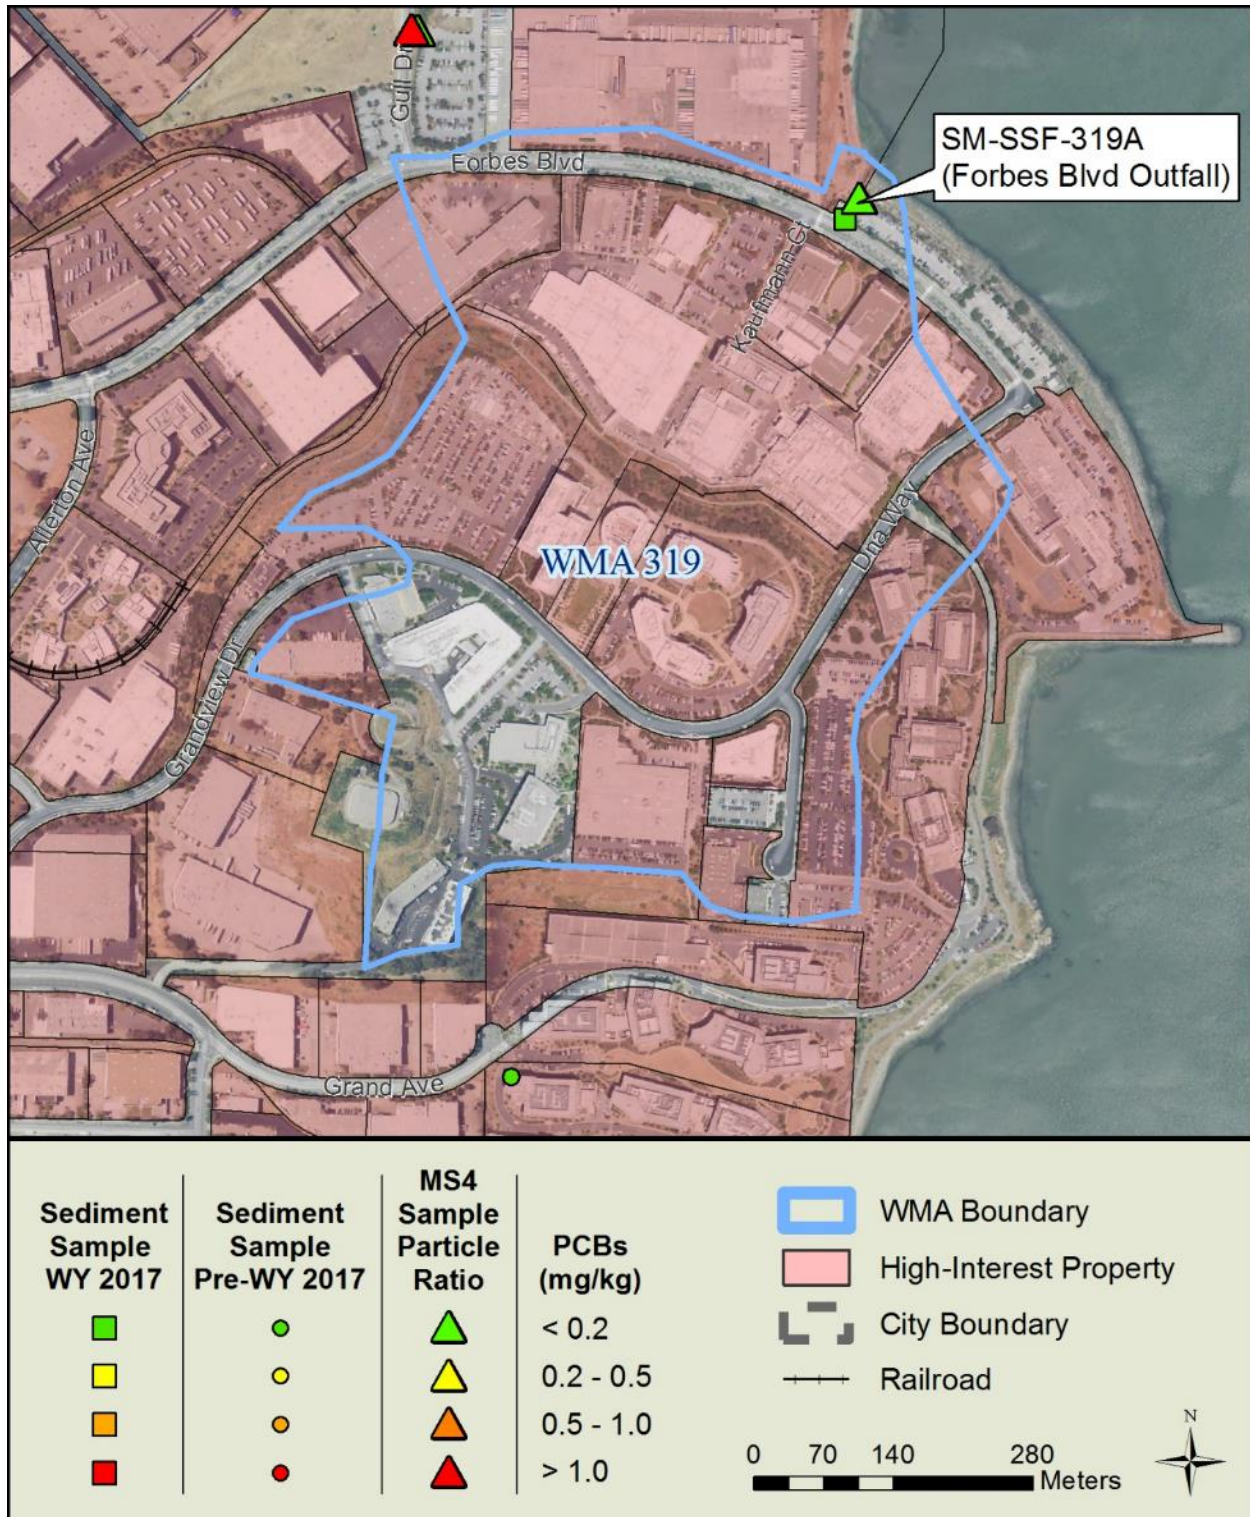 Gull Dr
Forbes Blvd
SM-SSF-319A
(Forbes Blvd Outfall)
Kaufmann Ct
Allerton Ave
Dna Way
WMA 319
Grandview Dr
Grand Ave
Sediment
Sample
WY 2017
Sediment
Sample
Pre-WY 2017
MS4
Sample
Particle
Ratio
PCBs
(mg/kg)
< 0.2
0.2 - 0.5
0.5 - 1.0
> 1.0
WMA Boundary
High-Interest Property
City Boundary
Railroad
N
0 70 140 280
Meters